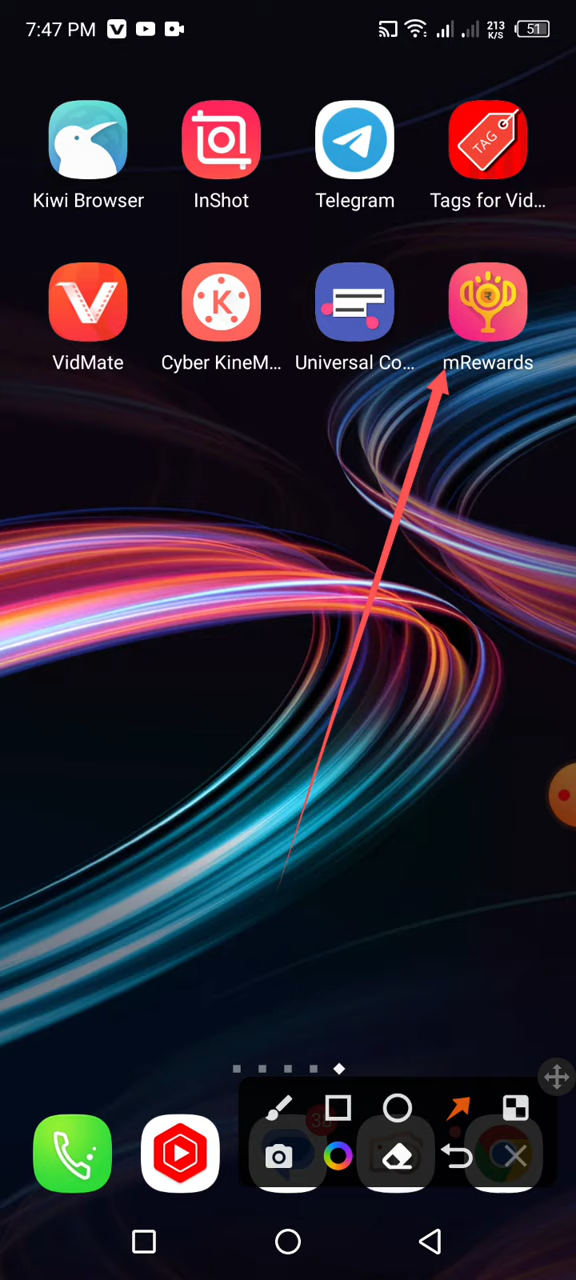 7:47 PM
213
K/S
51
TAG
Kiwi Browser
InShot
Telegram
Tags for Vid...
K
VidMate
Cyber KineM...
Universal Co...
mRewards
38